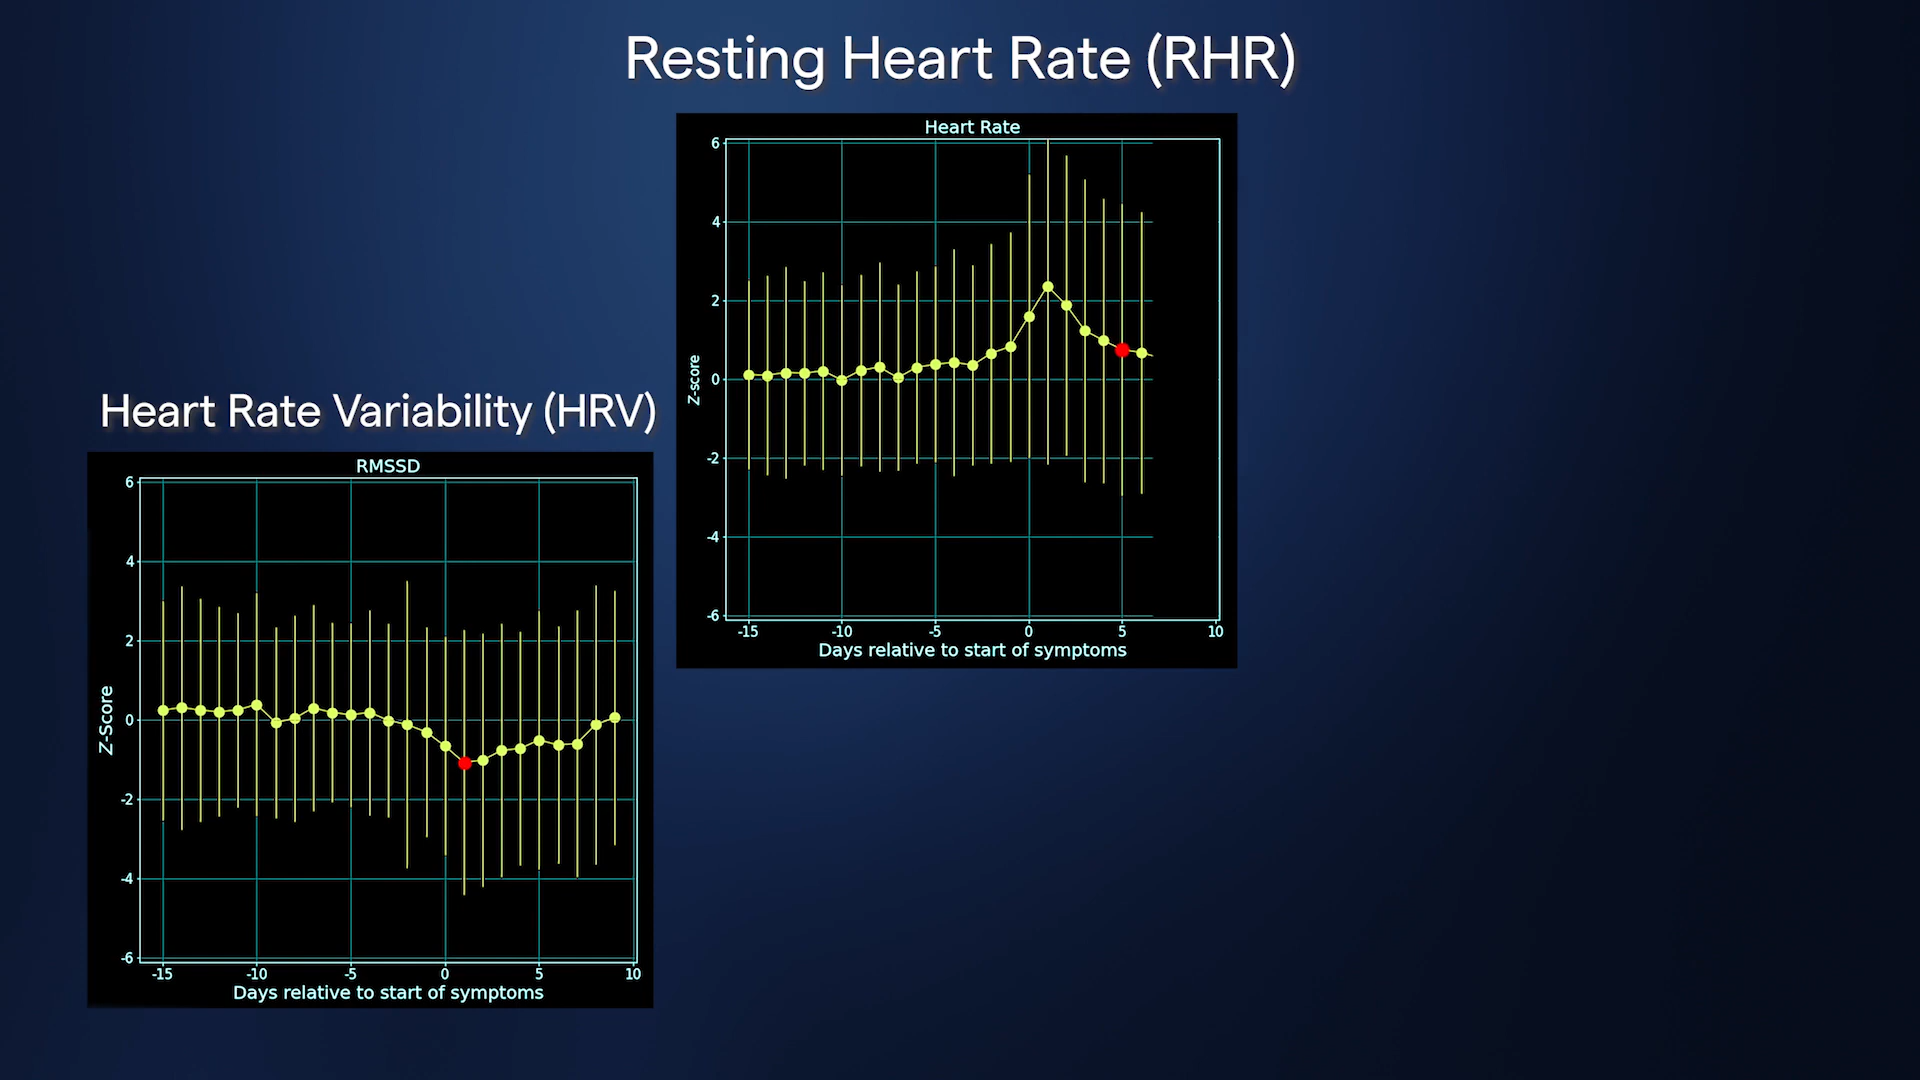 Resting Heart Rate (RHR)
Heart Rate
6
4
2
0
-2
-4
-6
Z-score
-15 -10 -5 0 5 10
Days relative to start of symptoms
Heart Rate Variability (HRV)
RMSSD
6
4
2
0
-2
-4
-6
Z-Score
-15 -10 -5 0 5 10
Days relative to start of symptoms